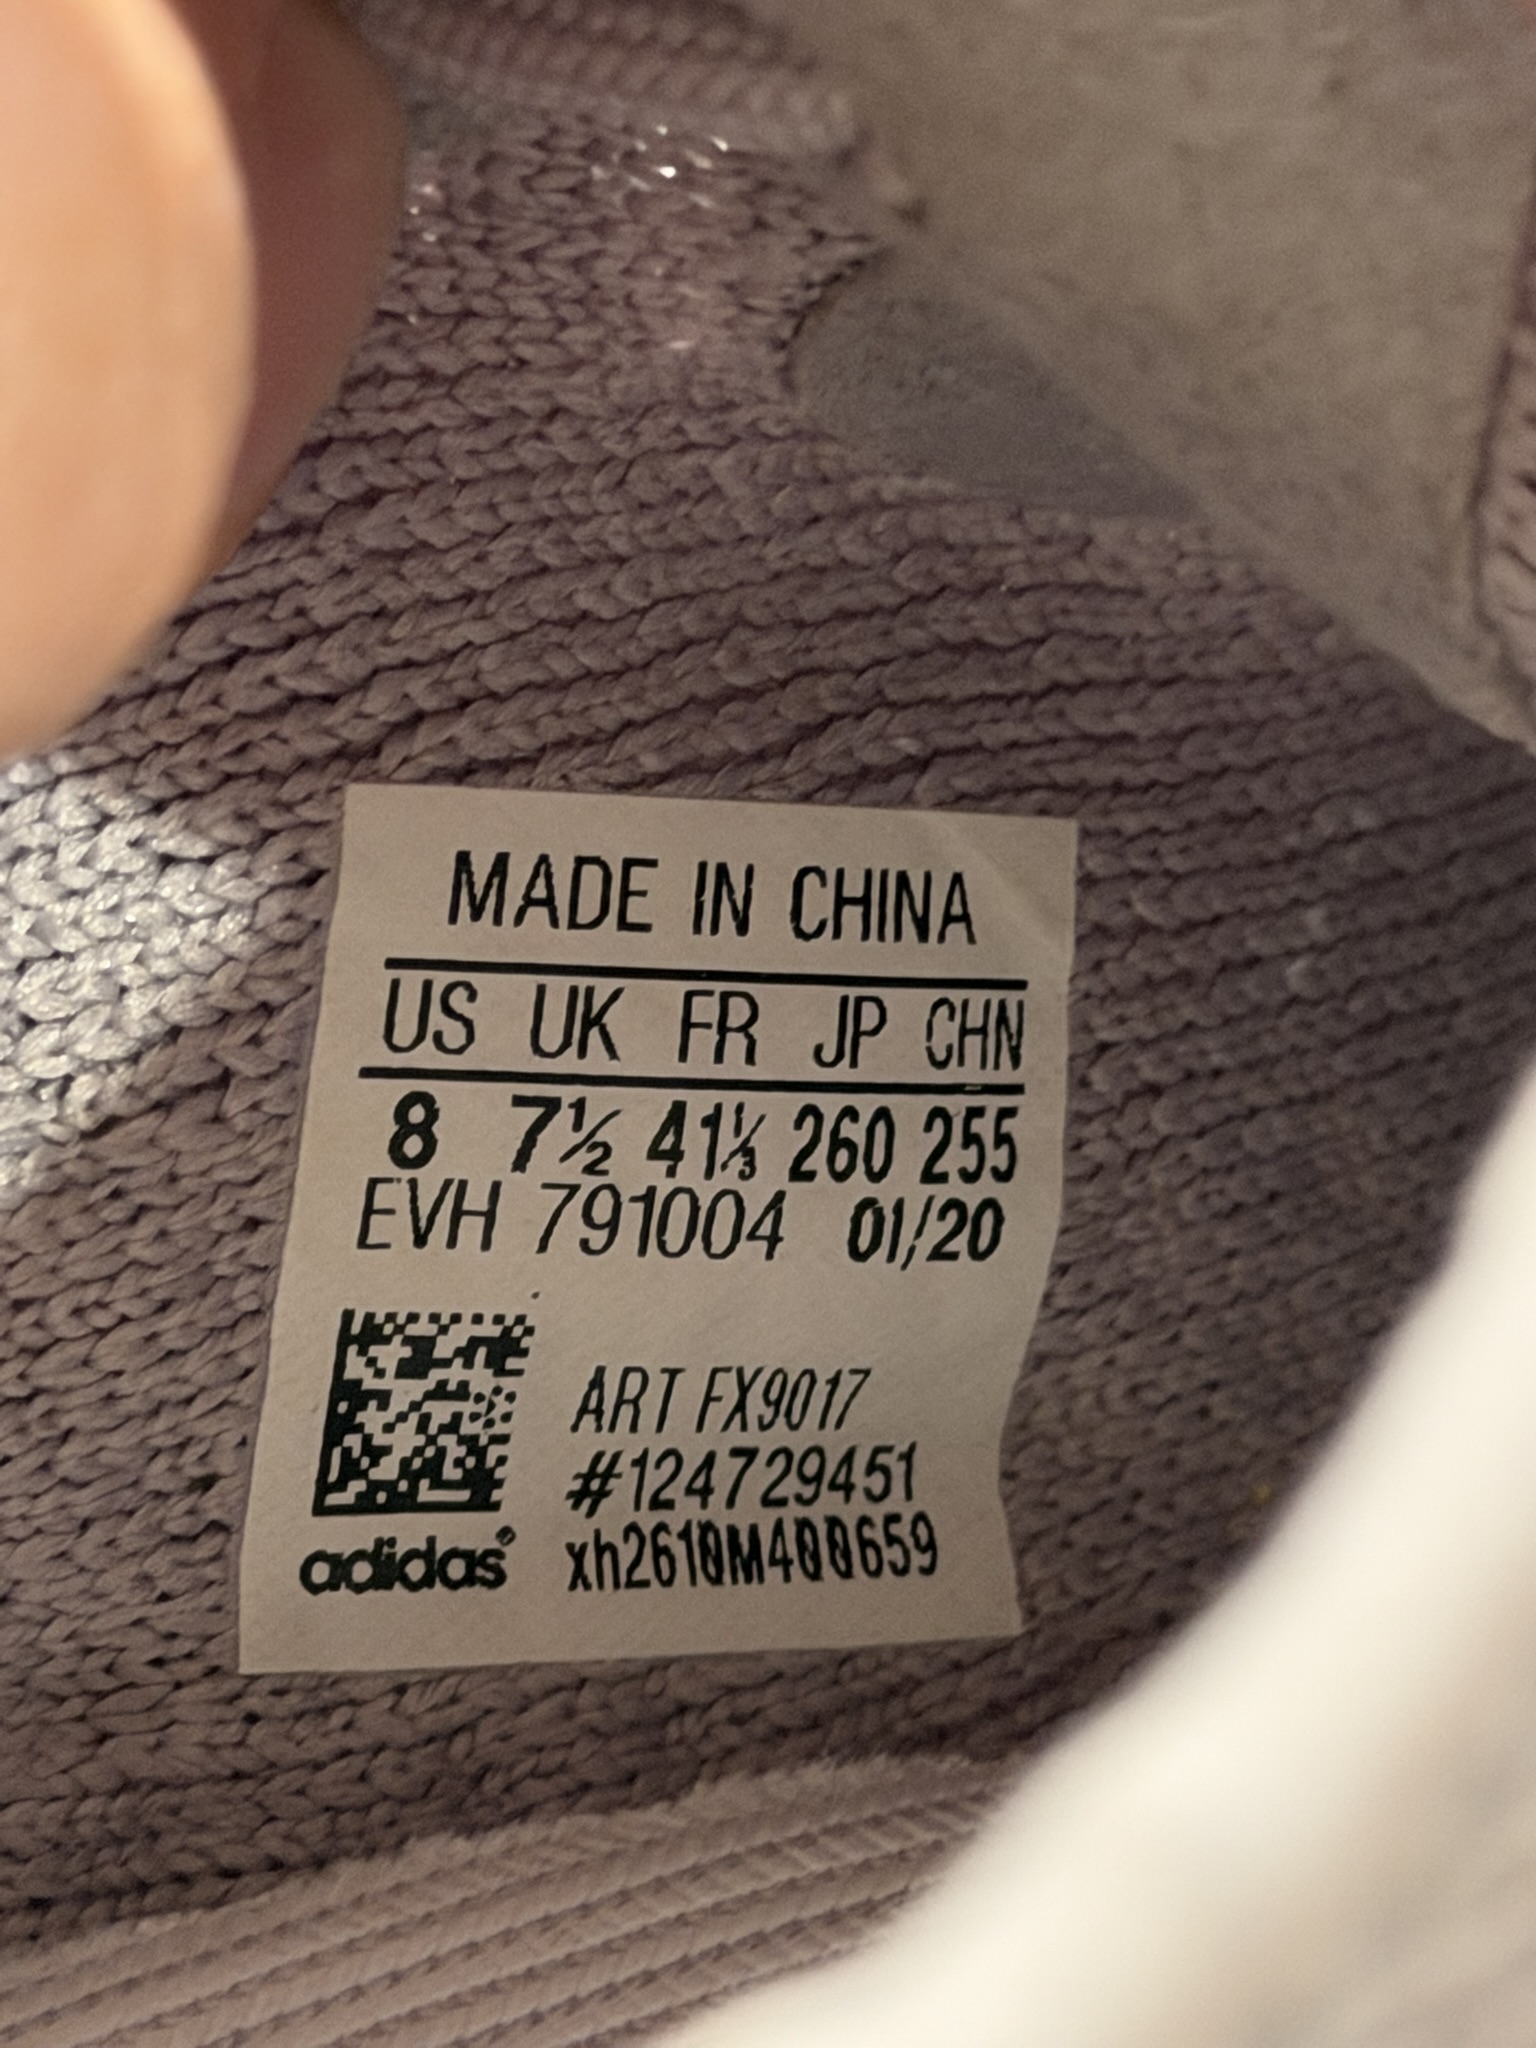 MADE IN CHINA
US UK FR JP CHN
8 7½ 41⅓ 260 255
EVH 791004 01/20
ART FX9017
#124729451
xh2610M400659
adidas